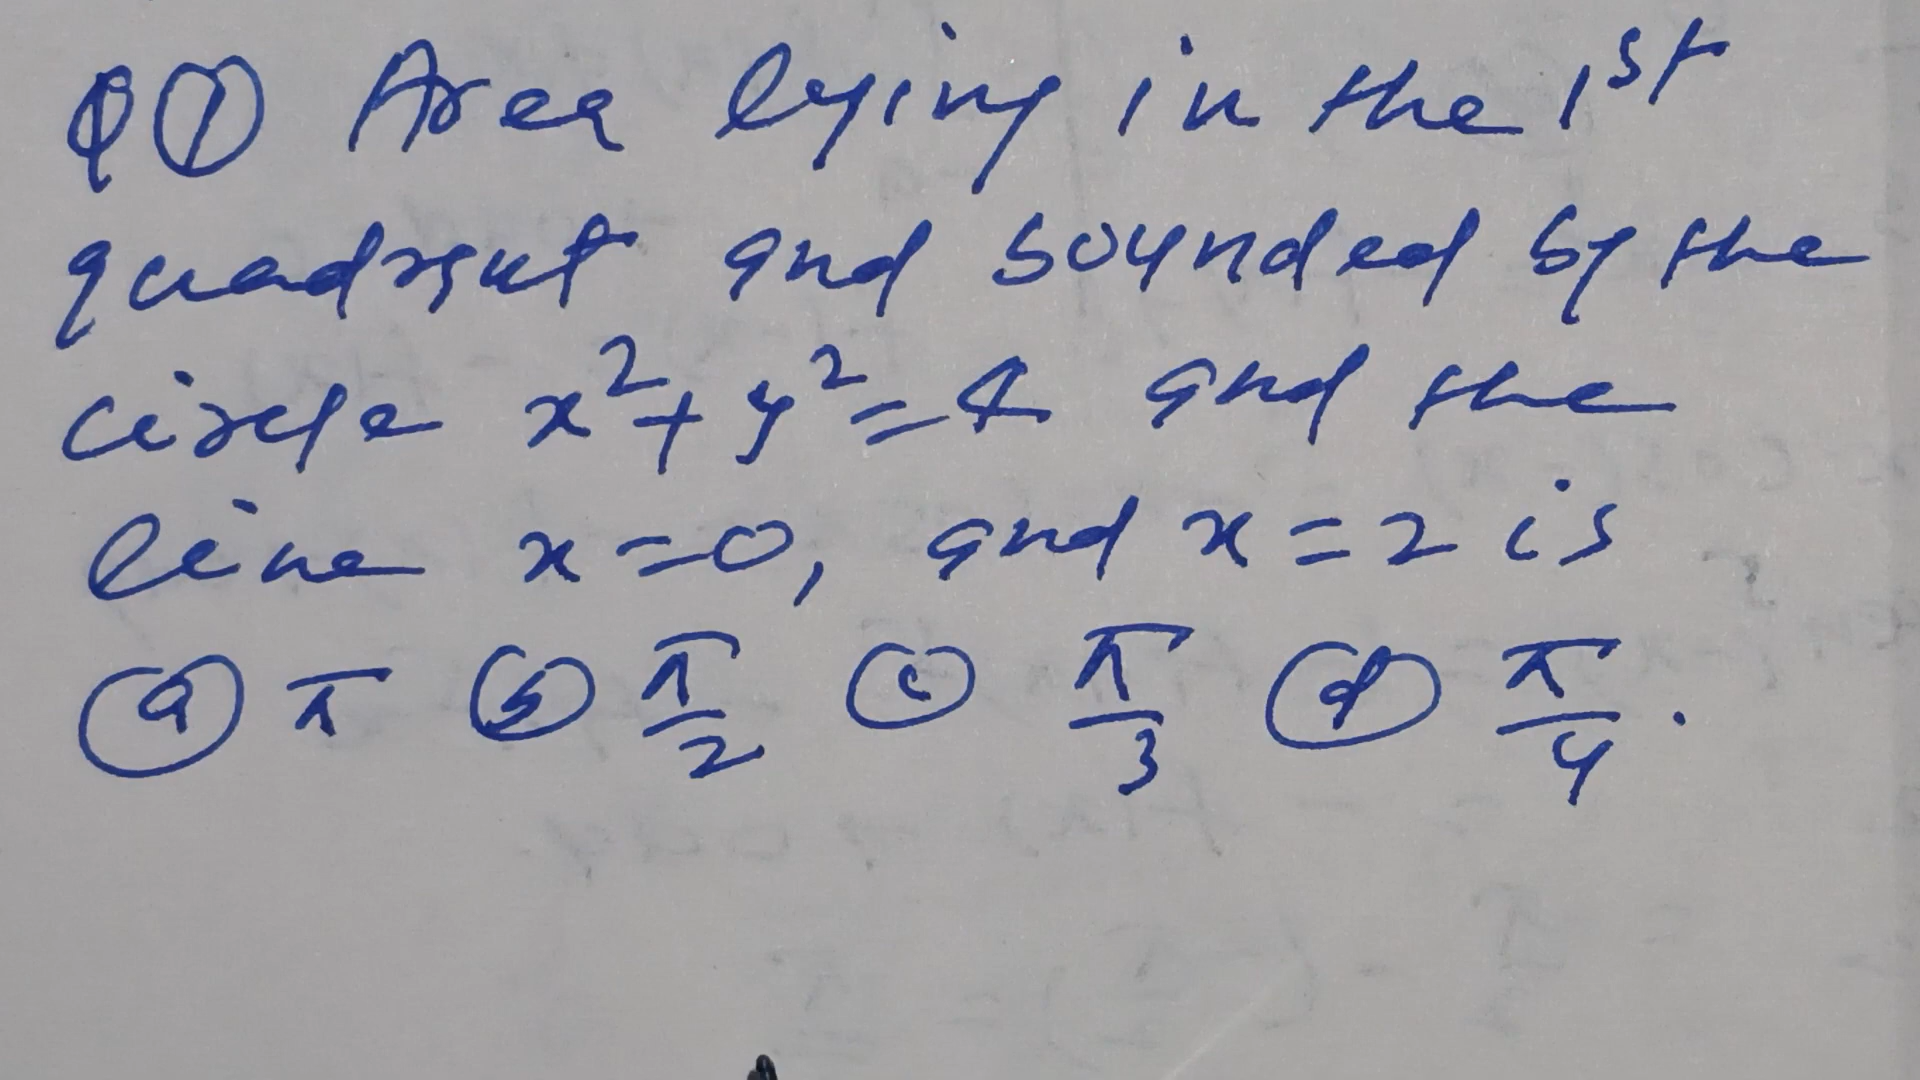 Q① Area lying in the 1st
quadrant and bounded by the
circle x²+y²=4 and the
line x=0, and x=2 is
ⓐ π ⓑ π/2 ⓒ π/3 ⓓ π/4.